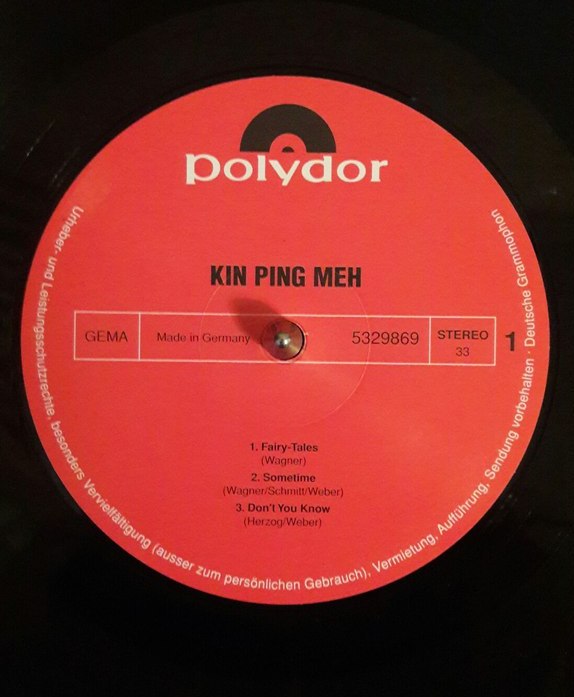 polydor
KIN PING MEH
GEMA
Made in Germany
5329869
STEREO
33
1
1. Fairy-Tales
(Wagner)
2. Sometime
(Wagner/Schmitt/Weber)
3. Don't You Know
(Herzog/Weber)
Urheber- und Leistungsschutzrechte, besonders Vervielfältigung (ausser zum persönlichen Gebrauch), Vermietung, Aufführung, Sendung vorbehalten · Deutsche Grammophon